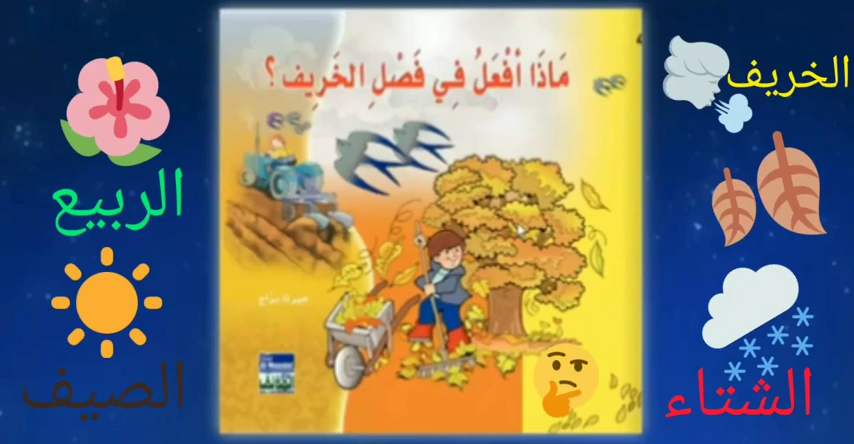 مَاذَا أَفْعَلُ فِي فَصْلِ الخَرِيفِ؟
الخريف
الربيع
الصيف
الشتاء